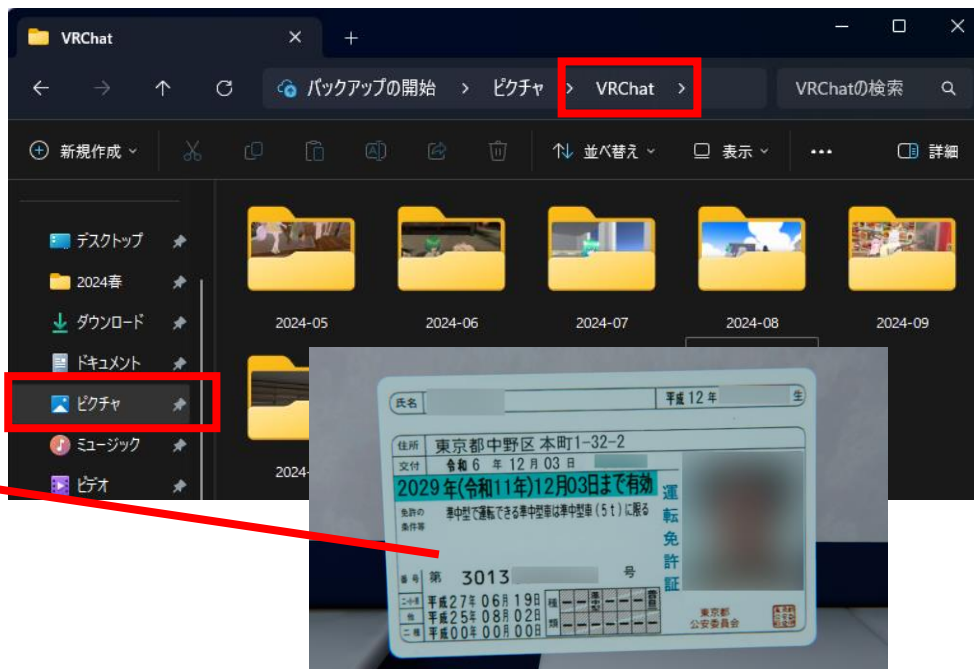 VRChat
バックアップの開始 > ピクチャ > VRChat >
VRChatの検索
新規作成
並べ替え
表示
詳細
デスクトップ
2024春
ダウンロード
ドキュメント
ピクチャ
ミュージック
ビデオ
2024-05
2024-06
2024-07
2024-08
2024-09
2024-
氏名
平成12年 生
住所 東京都中野区本町1-32-2
交付 令和6年12月03日
2029年(令和11年)12月03日まで有効
免許の条件等 準中型で運転できる準中型車は準中型車(5t)に限る
運転免許証
番号 第 3013 号
二・小・原 平成27年06月19日
他 平成25年08月02日
二種 平成00年00月00日
種類
東京都
公安委員会